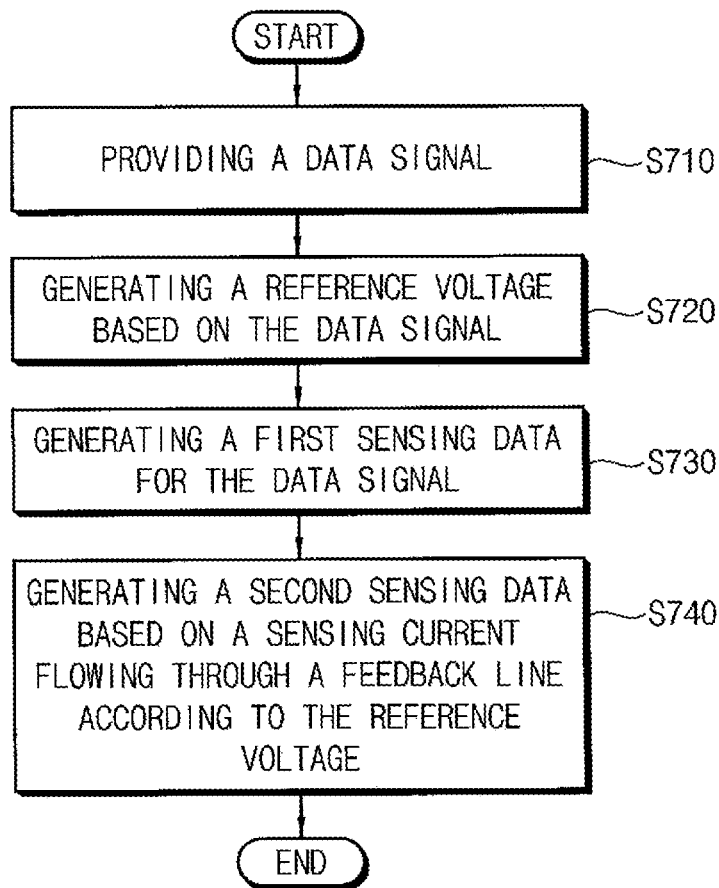 START
PROVIDING A DATA SIGNAL
S710
GENERATING A REFERENCE VOLTAGE
BASED ON THE DATA SIGNAL
S720
GENERATING A FIRST SENSING DATA
FOR THE DATA SIGNAL
S730
GENERATING A SECOND SENSING DATA
BASED ON A SENSING CURRENT
FLOWING THROUGH A FEEDBACK LINE
ACCORDING TO THE REFERENCE
VOLTAGE
S740
END